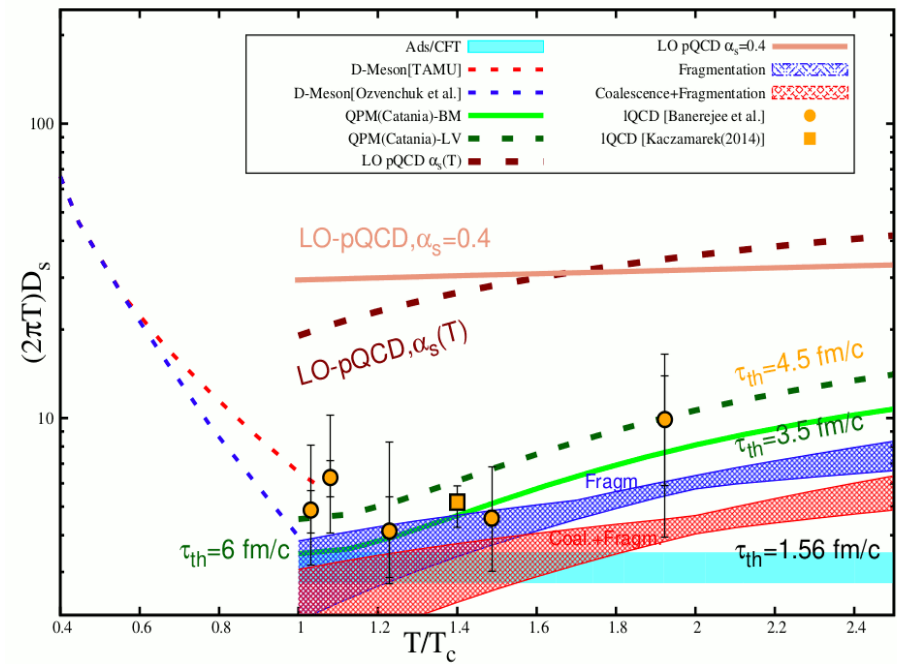 Ads/CFT
D-Meson[TAMU]
D-Meson[Ozvenchuk et al.]
QPM(Catania)-BM
QPM(Catania)-LV
LO pQCD αs(T)
LO pQCD αs=0.4
Fragmentation
Coalescence+Fragmentation
lQCD [Banerejee et al.]
lQCD [Kaczamarek(2014)]
100
10
(2πT)Ds
LO-pQCD,αs=0.4
LO-pQCD,αs(T)
τth=4.5 fm/c
τth=3.5 fm/c
Fragm
Coal.+Fragm.
τth=6 fm/c
τth=1.56 fm/c
0.4 0.6 0.8 1 1.2 1.4 1.6 1.8 2 2.2 2.4
T/Tc